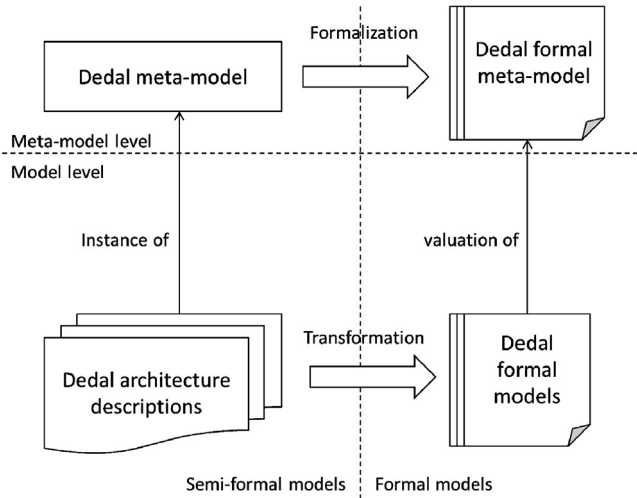 Formalization
Dedal meta-model
Dedal formal
meta-model
Meta-model level
Model level
Instance of
valuation of
Transformation
Dedal architecture
descriptions
Dedal
formal
models
Semi-formal models
Formal models